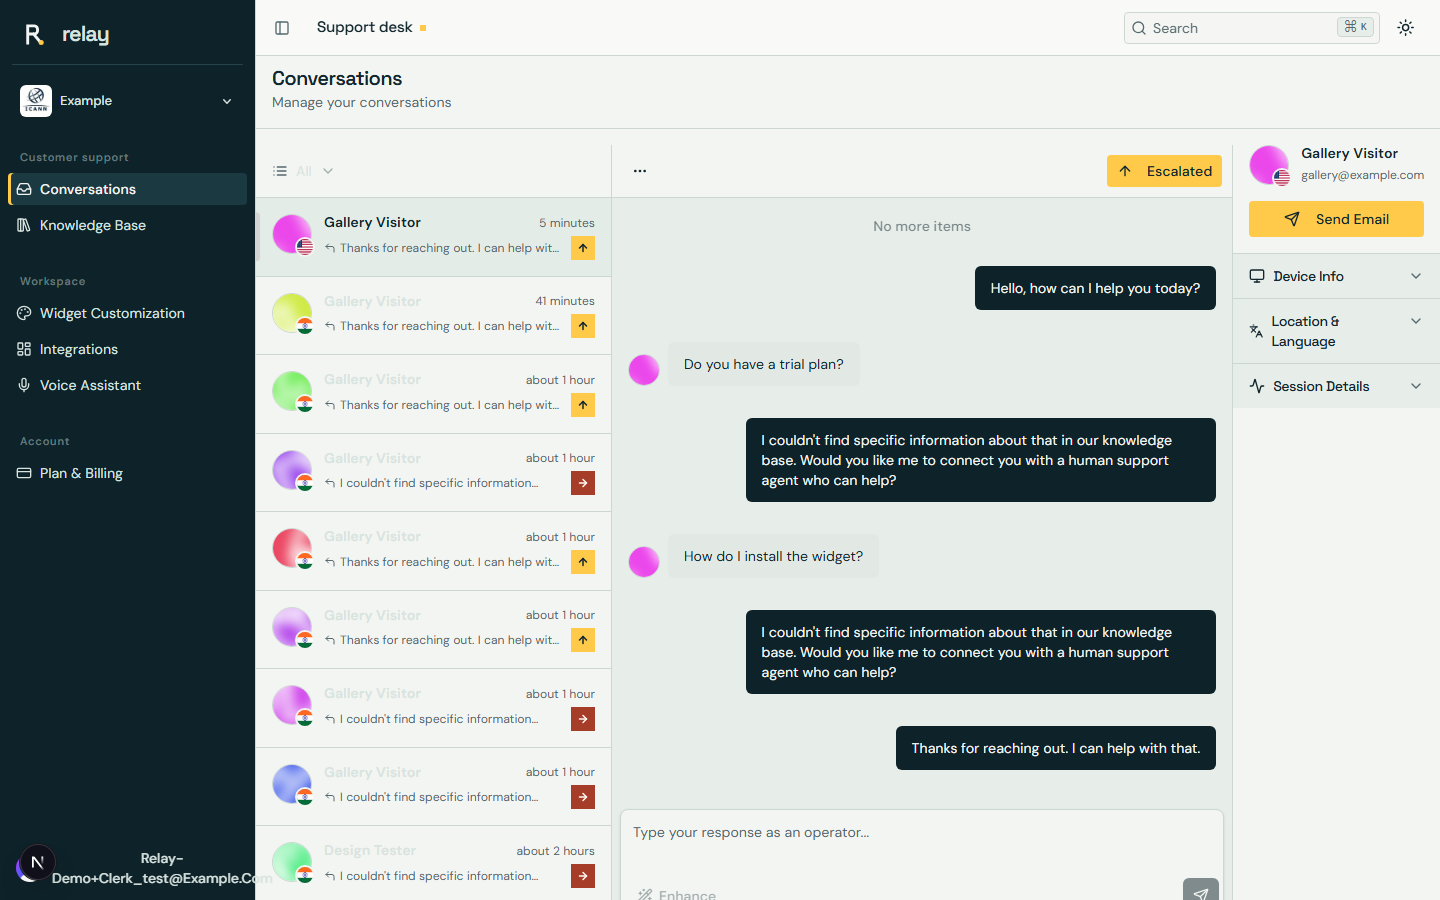 relay
Support desk
Search
⌘ K
ICANN
Example
Conversations
Manage your conversations
Customer support
Conversations
Knowledge Base
Workspace
Widget Customization
Integrations
Voice Assistant
Account
Plan & Billing
N
Relay-
Demo+Clerk_test@Example.Com
All
Gallery Visitor
5 minutes
Thanks for reaching out. I can help wit...
Gallery Visitor
41 minutes
Thanks for reaching out. I can help wit...
Gallery Visitor
about 1 hour
Thanks for reaching out. I can help wit...
Gallery Visitor
about 1 hour
I couldn't find specific information...
Gallery Visitor
about 1 hour
Thanks for reaching out. I can help wit...
Gallery Visitor
about 1 hour
Thanks for reaching out. I can help wit...
Gallery Visitor
about 1 hour
I couldn't find specific information...
Gallery Visitor
about 1 hour
I couldn't find specific information...
Design Tester
about 2 hours
I couldn't find specific information...
Escalated
No more items
Hello, how can I help you today?
Do you have a trial plan?
I couldn't find specific information about that in our knowledge
base. Would you like me to connect you with a human support
agent who can help?
How do I install the widget?
I couldn't find specific information about that in our knowledge
base. Would you like me to connect you with a human support
agent who can help?
Thanks for reaching out. I can help with that.
Type your response as an operator...
Enhance
Gallery Visitor
gallery@example.com
Send Email
Device Info
Location &
Language
Session Details